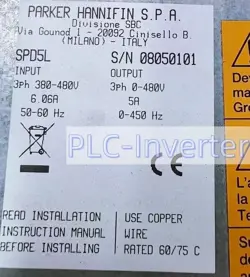 PARKER HANNIFIN S.P.A.
Divisione SBC
Via Gounod 1 - 20092 Cinisello B.
(MILANO) - ITALY
SPD5L S/N 08050101
INPUT OUTPUT
3ph 380-480V 3ph 0-480V
6.06A 5A
50-60 Hz 0-450 Hz
PLC-Inverter
CE
READ INSTALLATION USE COPPER
INSTRUCTION MANUAL WIRE
BEFORE INSTALLING RATED 60/75 C